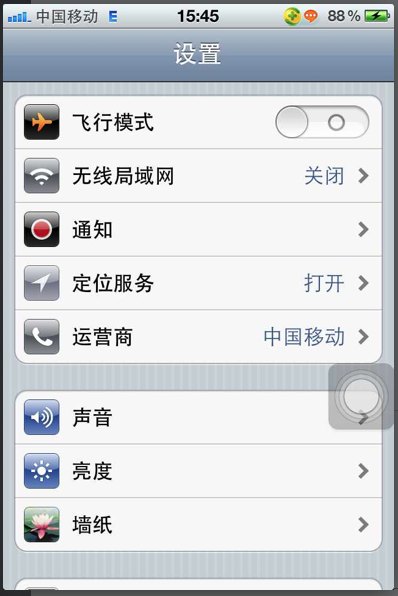 中国移动 E 15:45 88%
设置
飞行模式
无线局域网 关闭
通知
定位服务 打开
运营商 中国移动
声音
亮度
墙纸